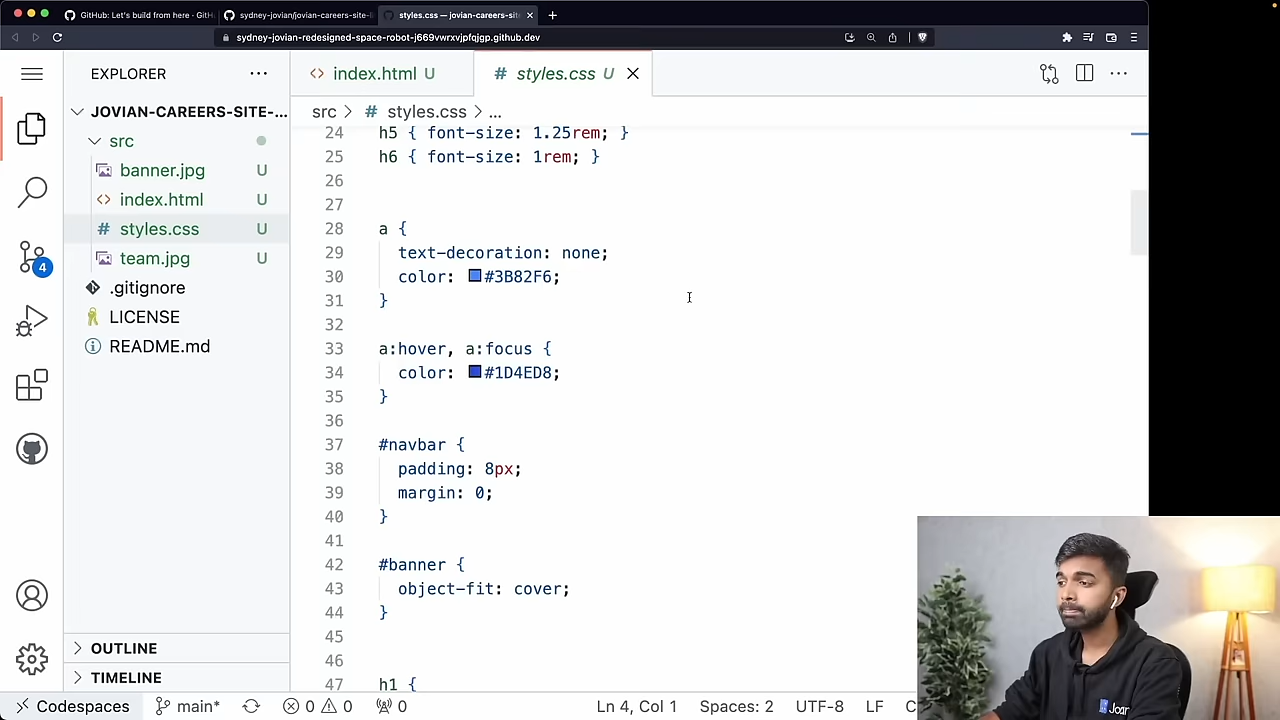 GitHub: Let's build from here · GitH
sydney-jovian/jovian-careers-site-
styles.css — jovian-careers-site
sydney-jovian-redesigned-space-robot-j669vwrxvjpfqjgp.github.dev
EXPLORER
index.html U
styles.css U
JOVIAN-CAREERS-SITE-...
src > # styles.css > ...
src
banner.jpg U
index.html U
# styles.css U
team.jpg U
.gitignore
LICENSE
README.md
4
24 h5 { font-size: 1.25rem; }
25 h6 { font-size: 1rem; }
26
27
28 a {
29 text-decoration: none;
30 color: #3B82F6;
31 }
32
33 a:hover, a:focus {
34 color: #1D4ED8;
35 }
36
37 #navbar {
38 padding: 8px;
39 margin: 0;
40 }
41
42 #banner {
43 object-fit: cover;
44 }
45
46
47 h1 {
OUTLINE
TIMELINE
Codespaces
main*
0 0
0
Ln 4, Col 1
Spaces: 2
UTF-8
LF
C